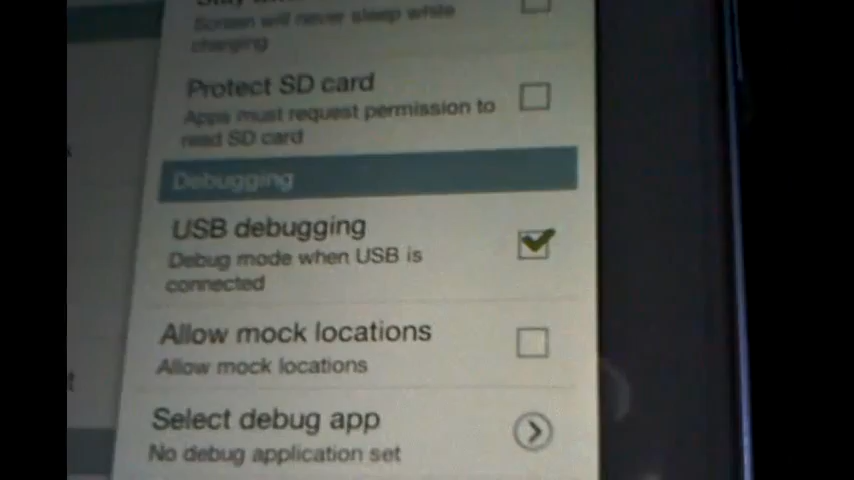 Stay
Screen will never sleep while
charging
Protect SD card
Apps must request permission to
read SD card
Debugging
USB debugging
Debug mode when USB is
connected
Allow mock locations
Allow mock locations
Select debug app
No debug application set